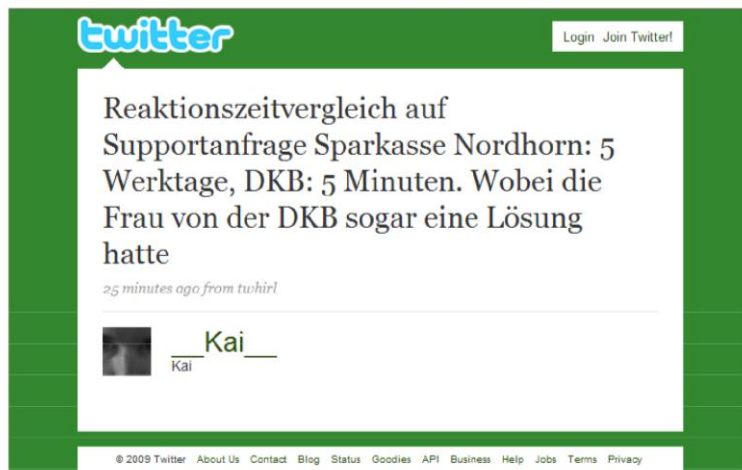 twitter
Login Join Twitter!
Reaktionszeitvergleich auf
Supportanfrage Sparkasse Nordhorn: 5
Werktage, DKB: 5 Minuten. Wobei die
Frau von der DKB sogar eine Lösung
hatte
25 minutes ago from twhirl
__Kai__
Kai
© 2009 Twitter About Us Contact Blog Status Goodies API Business Help Jobs Terms Privacy